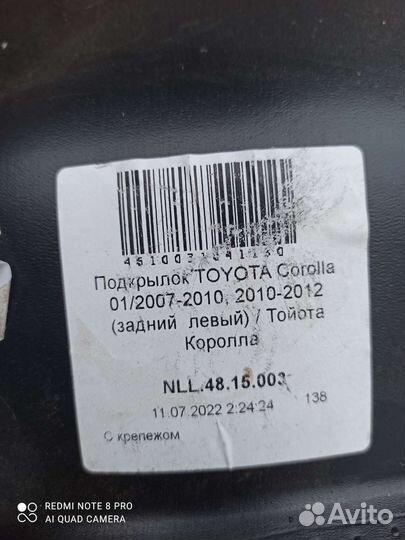 Подкрылок TOYOTA Corolla
01/2007-2010, 2010-2012
(задний левый) / Тойота
Королла
NLL.48.15.003
11.07.2022 2:24:24 138
С крепежом
REDMI NOTE 8 PRO
AI QUAD CAMERA
Avito